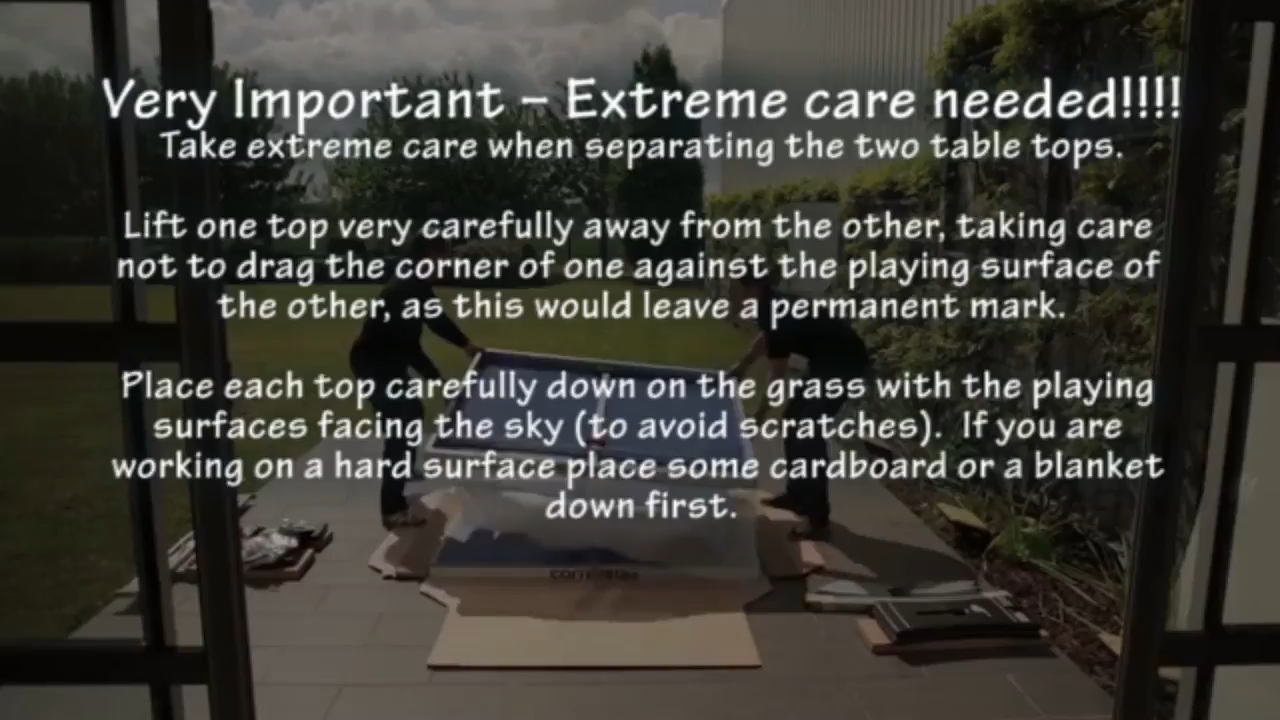 Very Important – Extreme care needed!!!!
Take extreme care when separating the two table tops.
Lift one top very carefully away from the other, taking care
not to drag the corner of one against the playing surface of
the other, as this would leave a permanent mark.
Place each top carefully down on the grass with the playing
surfaces facing the sky (to avoid scratches).  If you are
working on a hard surface place some cardboard or a blanket
down first.